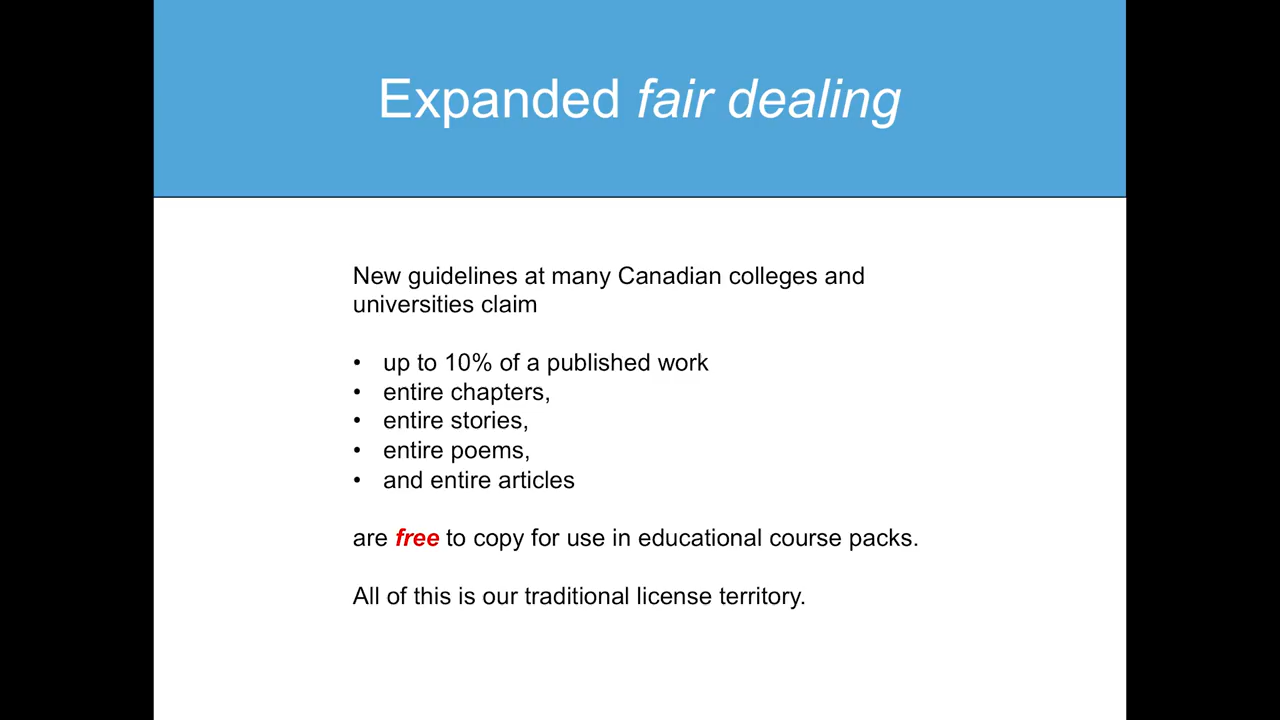 Expanded fair dealing
New guidelines at many Canadian colleges and
universities claim
• up to 10% of a published work
• entire chapters,
• entire stories,
• entire poems,
• and entire articles
are free to copy for use in educational course packs.
All of this is our traditional license territory.